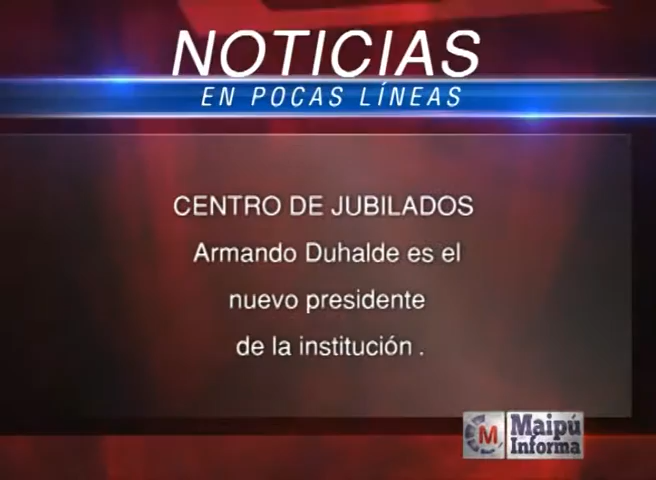 NOTICIAS
EN POCAS LÍNEAS
CENTRO DE JUBILADOS
Armando Duhalde es el
nuevo presidente
de la institución .
M
Maipú
Informa